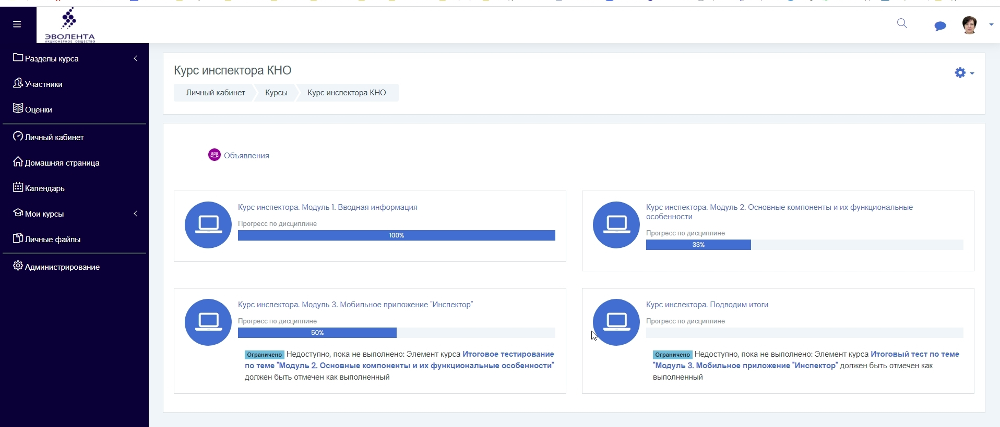 ЭВОЛЕНТА
АКЦИОНЕРНОЕ ОБЩЕСТВО
Разделы курса
Участники
Оценки
Личный кабинет
Домашняя страница
Календарь
Мои курсы
Личные файлы
Администрирование
Курс инспектора КНО
Личный кабинет
Курсы
Курс инспектора КНО
Объявления
Курс инспектора. Модуль 1. Вводная информация
Прогресс по дисциплине
100%
Курс инспектора. Модуль 2. Основные компоненты и их функциональные
особенности
Прогресс по дисциплине
33%
Курс инспектора. Модуль 3. Мобильное приложение "Инспектор"
Прогресс по дисциплине
50%
Ограничено Недоступно, пока не выполнено: Элемент курса Итоговое тестирование
по теме "Модуль 2. Основные компоненты и их функциональные особенности"
должен быть отмечен как выполненный
Курс инспектора. Подводим итоги
Прогресс по дисциплине
Ограничено Недоступно, пока не выполнено: Элемент курса Итоговый тест по теме
"Модуль 3. Мобильное приложение "Инспектор" должен быть отмечен как
выполненный